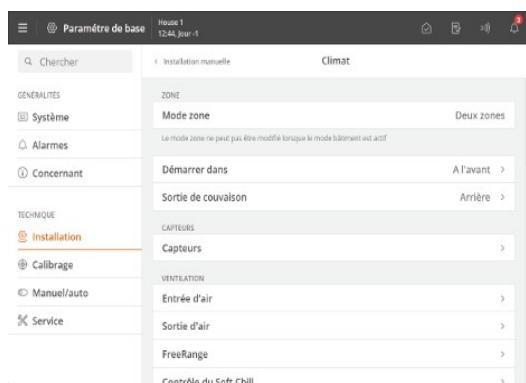 Paramétre de base
House 1
12:44, Jour -1
3
Chercher
Installation manuelle
Climat
GÉNÉRALITÉS
Système
Alarmes
Concernant
TECHNIQUE
Installation
Calibrage
Manuel/auto
Service
ZONE
Mode zone Deux zones
Le mode zone ne peut pas être modifié lorsque le mode bâtiment est actif
Démarrer dans A l'avant
Sortie de couvaison Arrière
CAPTEURS
Capteurs
VENTILATION
Entrée d'air
Sortie d'air
FreeRange
Contrôle du Soft Chill